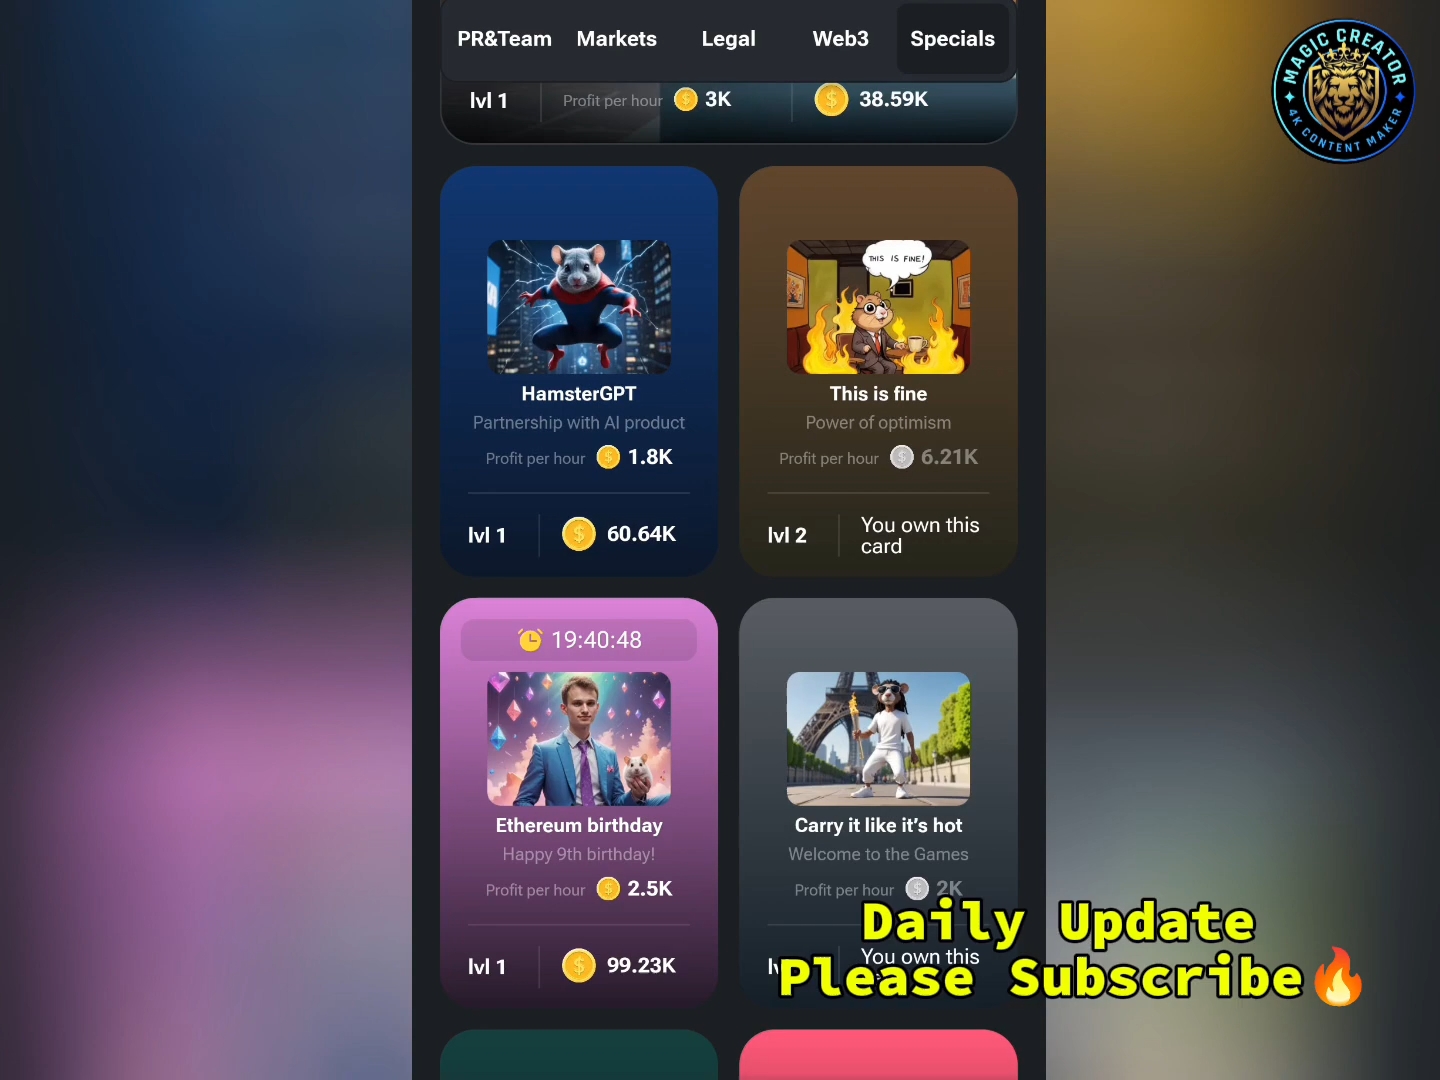 PR&Team Markets Legal Web3 Specials
lvl 1 Profit per hour 3K 38.59K
MAGIC CREATOR
4K CONTENT MAKER
HamsterGPT
Partnership with AI product
Profit per hour 1.8K
lvl 1 60.64K
THIS IS FINE!
This is fine
Power of optimism
Profit per hour 6.21K
lvl 2 You own this
card
19:40:48
Ethereum birthday
Happy 9th birthday!
Profit per hour 2.5K
lvl 1 99.23K
Carry it like it’s hot
Welcome to the Games
Profit per hour 2K
You own this
Daily Update
Please Subscribe🔥